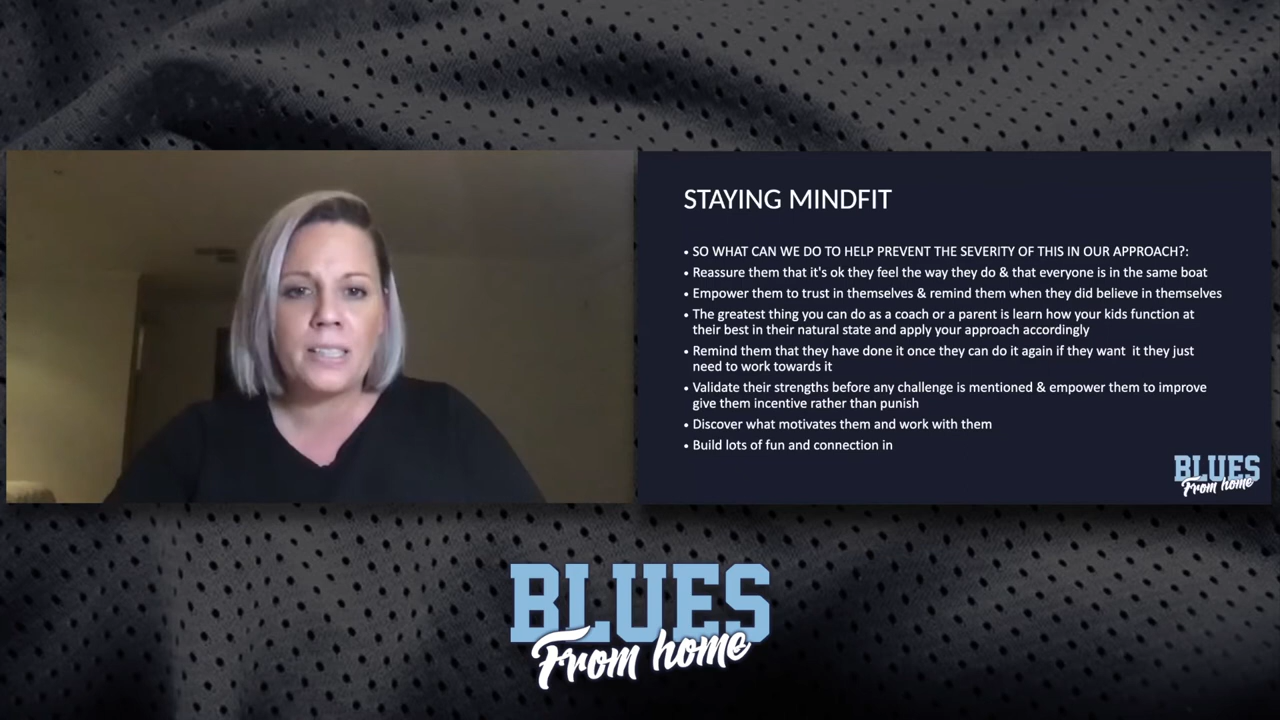 STAYING MINDFIT
• SO WHAT CAN WE DO TO HELP PREVENT THE SEVERITY OF THIS IN OUR APPROACH?:
• Reassure them that it's ok they feel the way they do & that everyone is in the same boat
• Empower them to trust in themselves & remind them when they did believe in themselves
• The greatest thing you can do as a coach or a parent is learn how your kids function at
their best in their natural state and apply your approach accordingly
• Remind them that they have done it once they can do it again if they want  it they just
need to work towards it
• Validate their strengths before any challenge is mentioned & empower them to improve
give them incentive rather than punish
• Discover what motivates them and work with them
• Build lots of fun and connection in
BLUES
From home
BLUES
From home